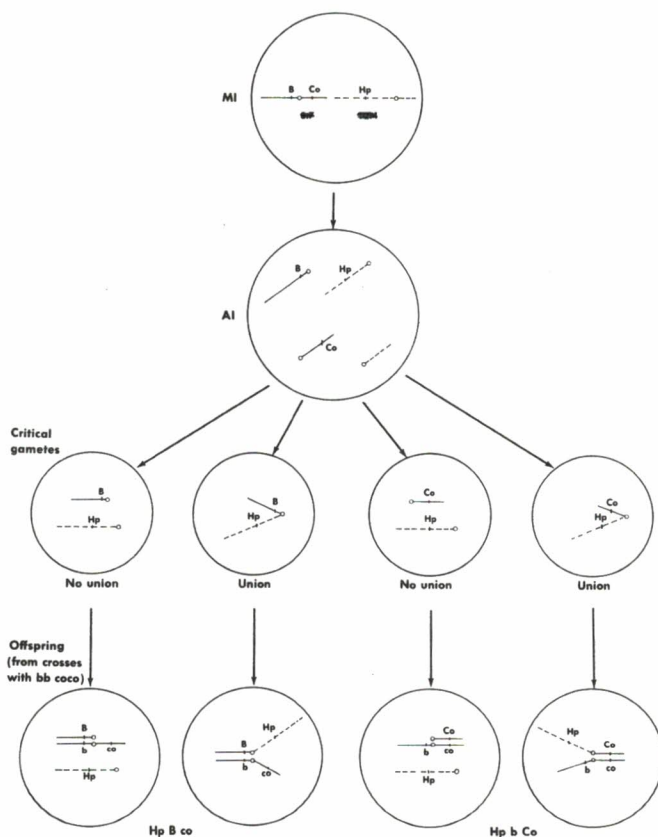 B Co Hp
MI
B Hp
AI
Co
Critical
gametes
B
Hp
No union
B
Hp
Union
Co
Hp
No union
Co
Hp
Union
Offspring
(from crosses
with bb coco)
B
b co
Hp
B Hp
co
b
Co
b co
Hp
Hp Co
b co
Hp B co
Hp b Co